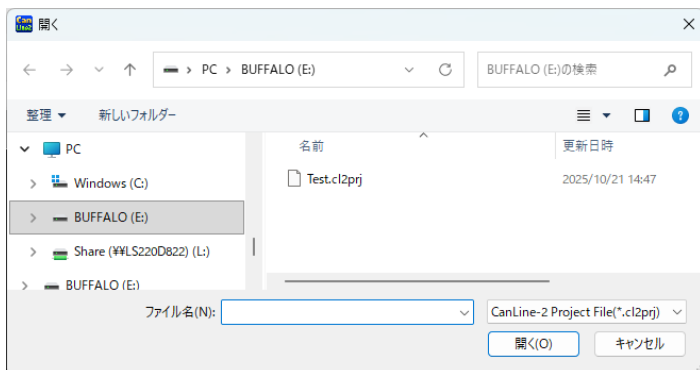 Can
Line2
開く
PC > BUFFALO (E:)
BUFFALO (E:)の検索
整理
新しいフォルダー
PC
Windows (C:)
BUFFALO (E:)
Share (¥¥LS220D822) (L:)
BUFFALO (E:)
名前
更新日時
Test.cl2prj
2025/10/21 14:47
ファイル名(N):
CanLine-2 Project File(*.cl2prj)
開く(O)
キャンセル